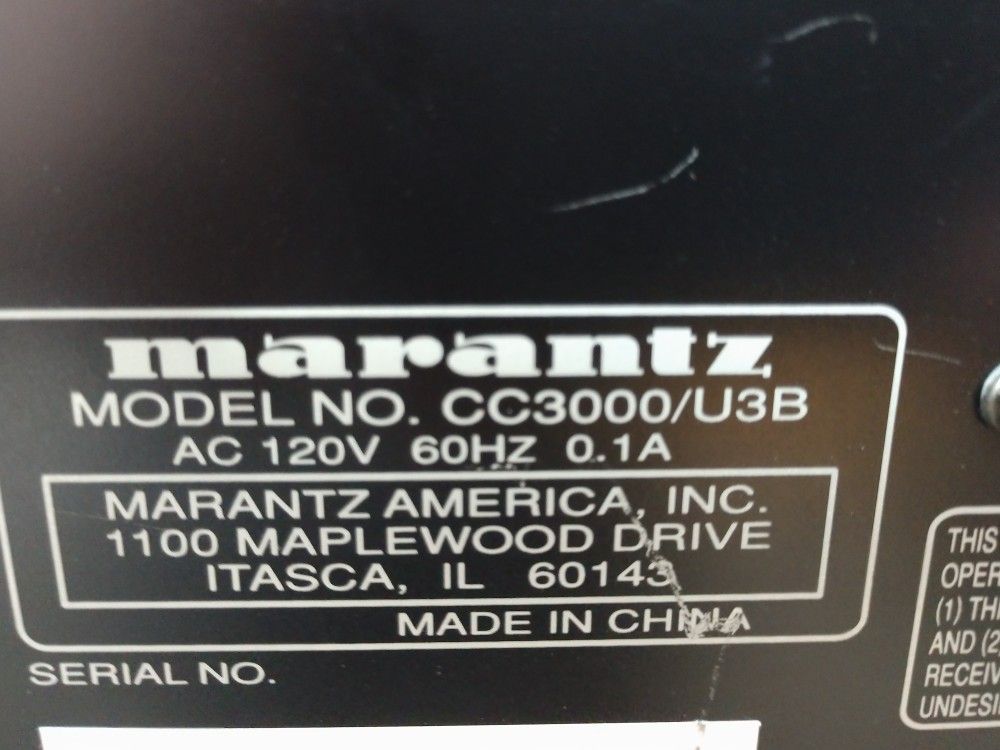 marantz
MODEL NO. CC3000/U3B
AC 120V 60HZ 0.1A
MARANTZ AMERICA, INC.
1100 MAPLEWOOD DRIVE
ITASCA, IL 60143
MADE IN CHINA
SERIAL NO.
THIS
OPER
(1) THI
AND (2)
RECEIV
UNDESI